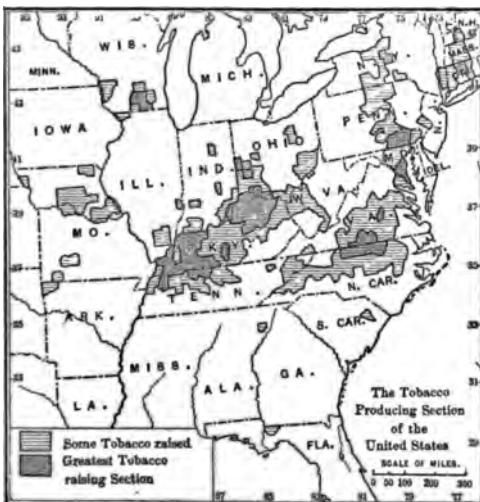 WIS.
MINN.
MICH.
N. Y.
N.H.
MASS.
IOWA
PEN.
N.J.
ILL.
IND.
OHIO
M
DEL.
W
VA.
VA
MO.
KY.
TENN.
N. CAR.
ARK.
S. CAR.
MISS.
ALA.
GA.
LA.
FLA.
The Tobacco
Producing Section
of the
United States
SCALE OF MILES.
0 50 100 200 300
Some Tobacco raised
Greatest Tobacco
raising Section